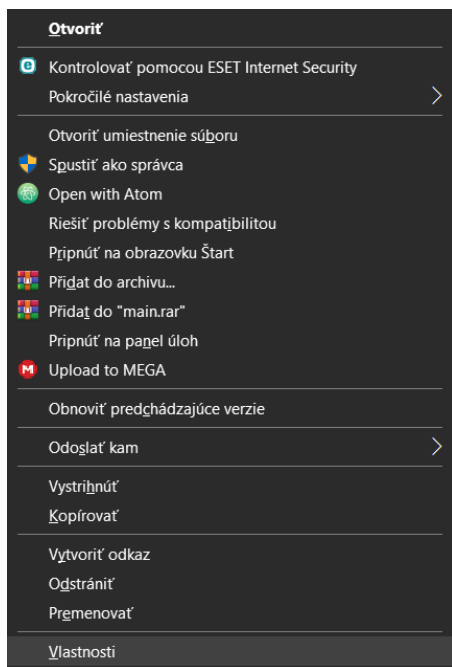 Otvoriť
Kontrolovať pomocou ESET Internet Security
Pokročilé nastavenia
Otvoriť umiestnenie súboru
Spustiť ako správca
Open with Atom
Riešiť problémy s kompatibilitou
Pripnúť na obrazovku Štart
Přidat do archivu...
Přidat do "main.rar"
Pripnúť na panel úloh
Upload to MEGA
Obnoviť predchádzajúce verzie
Odoslať kam
Vystrihnúť
Kopírovať
Vytvoriť odkaz
Odstrániť
Premenovať
Vlastnosti